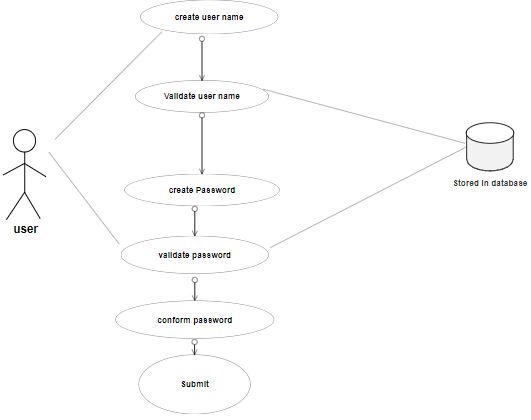 create user name
Validate user name
create Password
Stored in database
user
validate password
conform password
Submit